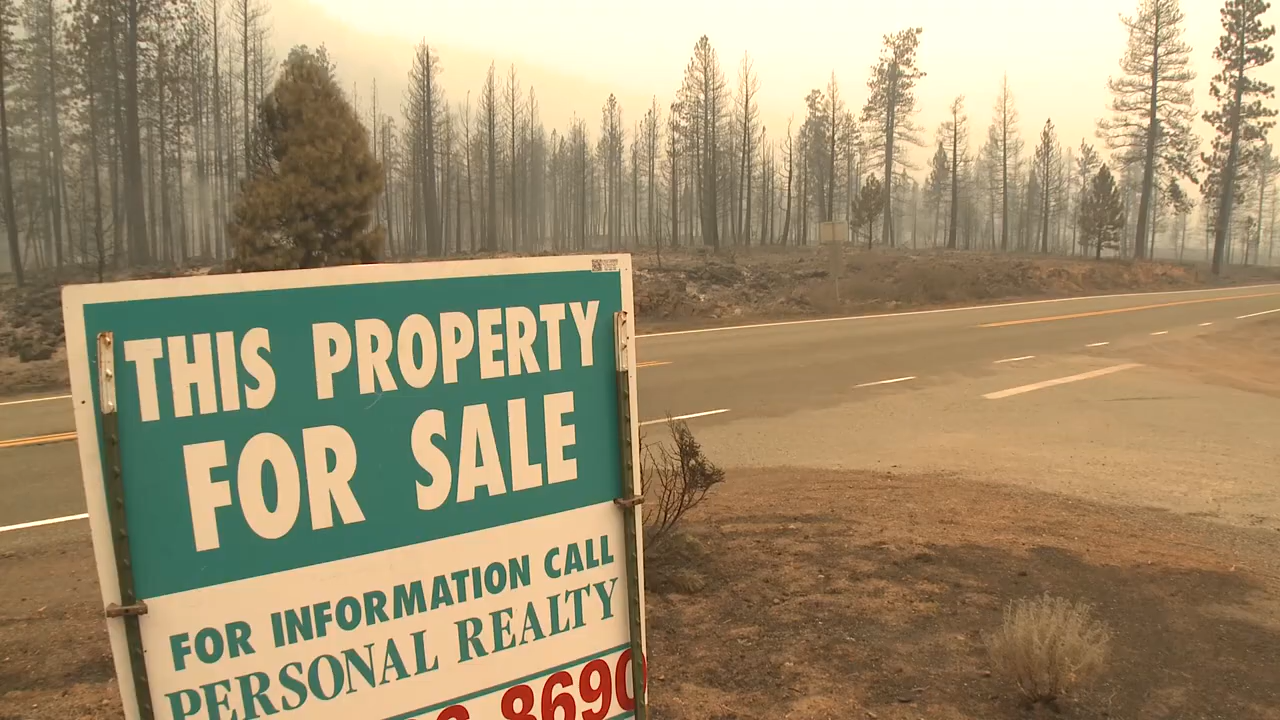 THIS PROPERTY
FOR SALE
FOR INFORMATION CALL
PERSONAL REALTY
8690